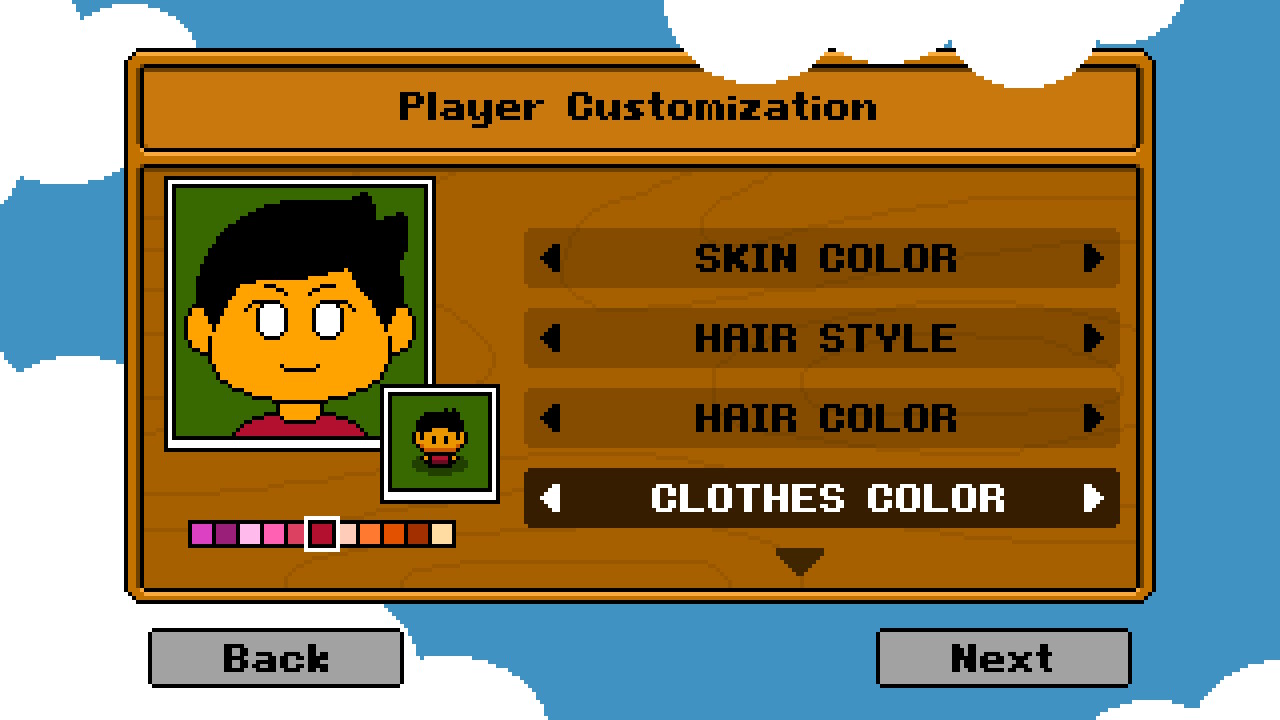 Player Customization
SKIN COLOR
HAIR STYLE
HAIR COLOR
CLOTHES COLOR
Back
Next